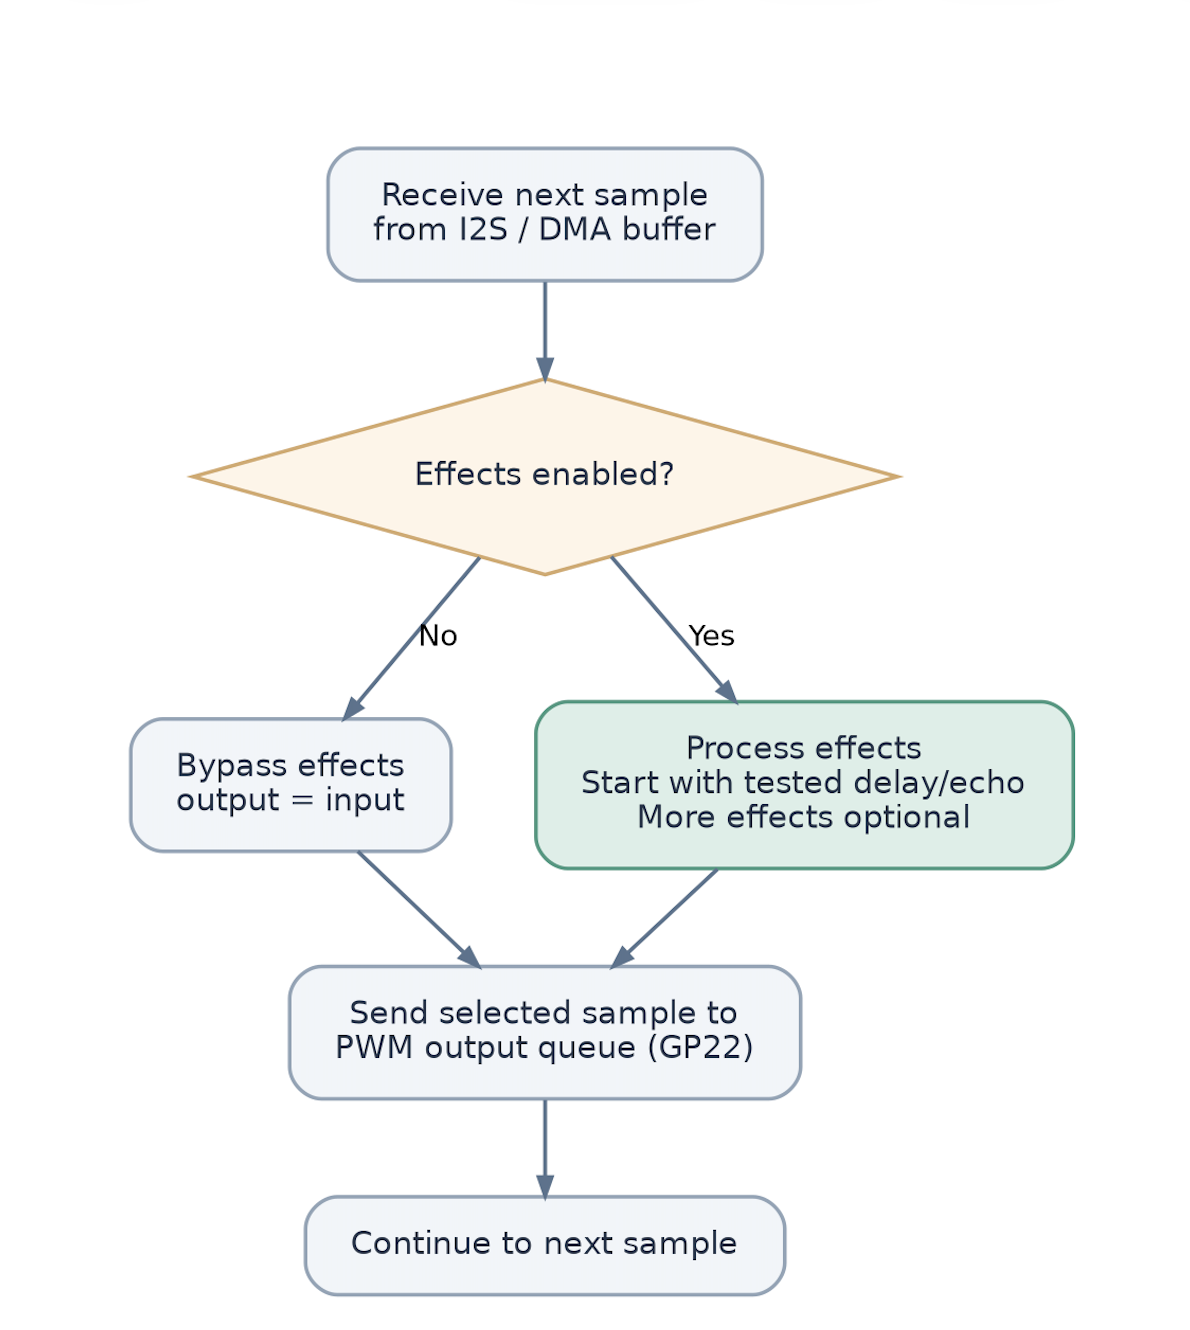 Receive next sample
from I2S / DMA buffer
Effects enabled?
No
Yes
Bypass effects
output = input
Process effects
Start with tested delay/echo
More effects optional
Send selected sample to
PWM output queue (GP22)
Continue to next sample